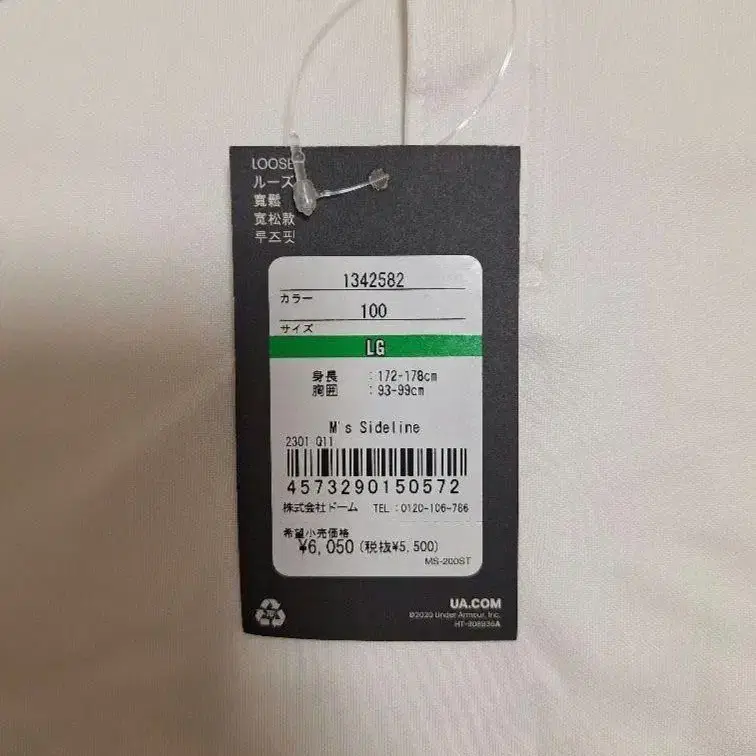 LOOSE
ルーズ
寬鬆
宽松款
루즈핏
1342582
カラー
100
サイズ
LG
身長 :172-178cm
胸囲 :93-99cm
M's Sideline
2301 Q11
4573290150572
株式会社ドーム TEL:0120-106-786
希望小売価格
¥6,050(税抜¥5,500)
MS-200ST
UA.COM
©2020 Under Armour, Inc.